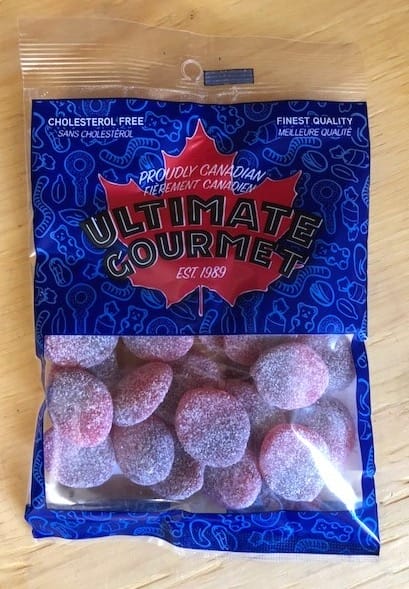 CHOLESTEROL FREE
SANS CHOLESTÉROL
FINEST QUALITY
MEILLEURE QUALITÉ
PROUDLY CANADIAN
FIÈREMENT CANADIEN
ULTIMATE
GOURMET
EST. 1989